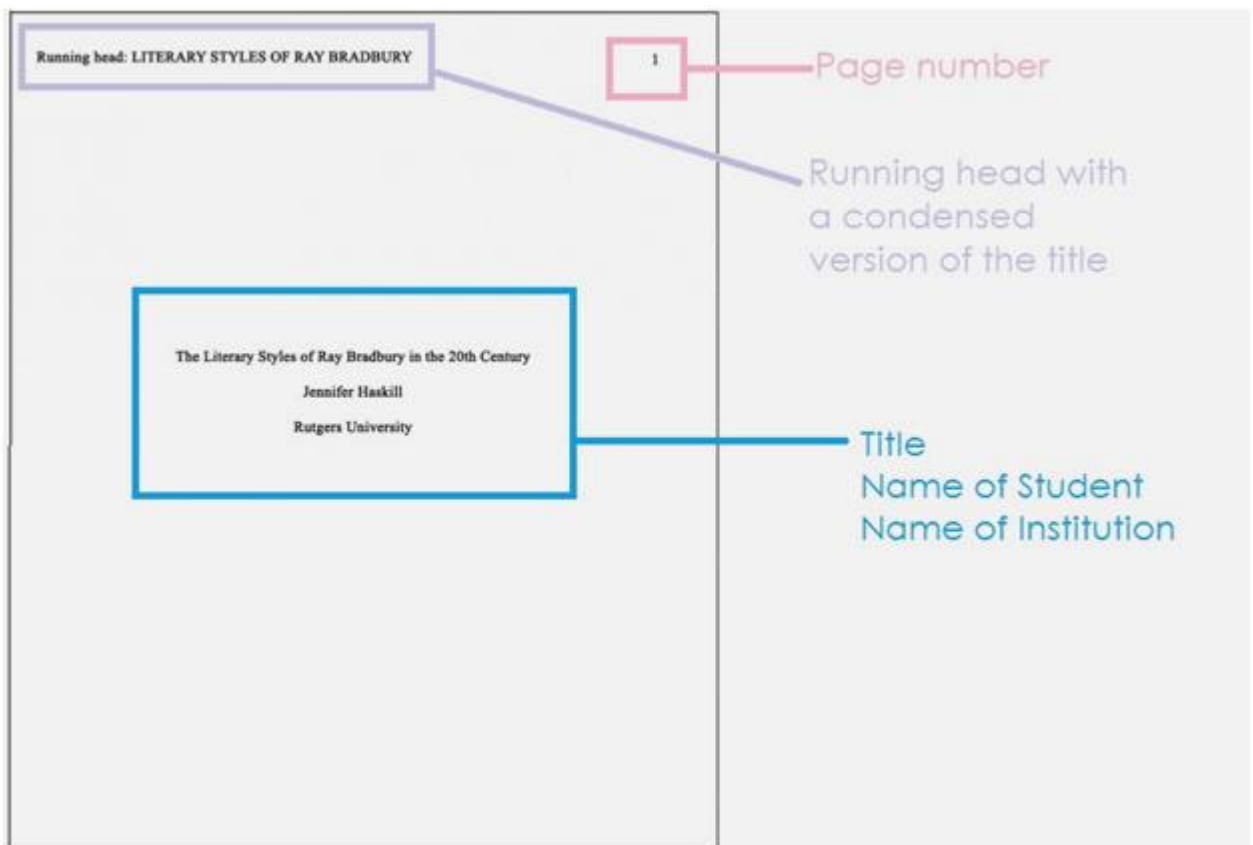 Running head: LITERARY STYLES OF RAY BRADBURY
1
Page number
Running head with
a condensed
version of the title
The Literary Styles of Ray Bradbury in the 20th Century
Jennifer Haskill
Rutgers University
Title
Name of Student
Name of Institution